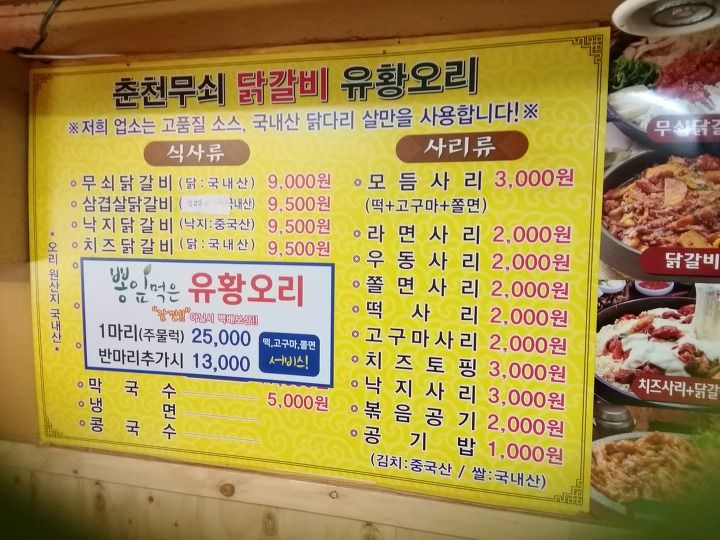 춘천무쇠 닭갈비 유황오리
※저희 업소는 고품질 소스, 국내산 닭다리 살만을 사용합니다!※
식사류
무쇠닭갈비 (닭:국내산) 9,000원
삼겹살닭갈비 국내산) 9,500원
낙지닭갈비 (낙지:중국산) 9,500원
치즈닭갈비 (닭:국내산) 9,500원
뽕잎먹은 유황오리
아닐시 백배보상!!
1마리(주물럭) 25,000
반마리추가시 13,000
떡,고구마,쫄면
서비스!
막국수
냉면 5,000원
콩국수
*오리 원산지 국내산*
사리류
모듬사리 3,000원
(떡+고구마+쫄면)
라면사리 2,000원
우동사리 2,000원
쫄면사리 2,000원
떡사리 2,000원
고구마사리 2,000원
치즈토핑 3,000원
낙지사리 3,000원
볶음공기 2,000원
공기밥 1,000원
(김치:중국산 / 쌀:국내산)
무쇠닭갈
닭갈비
치즈사리+닭갈